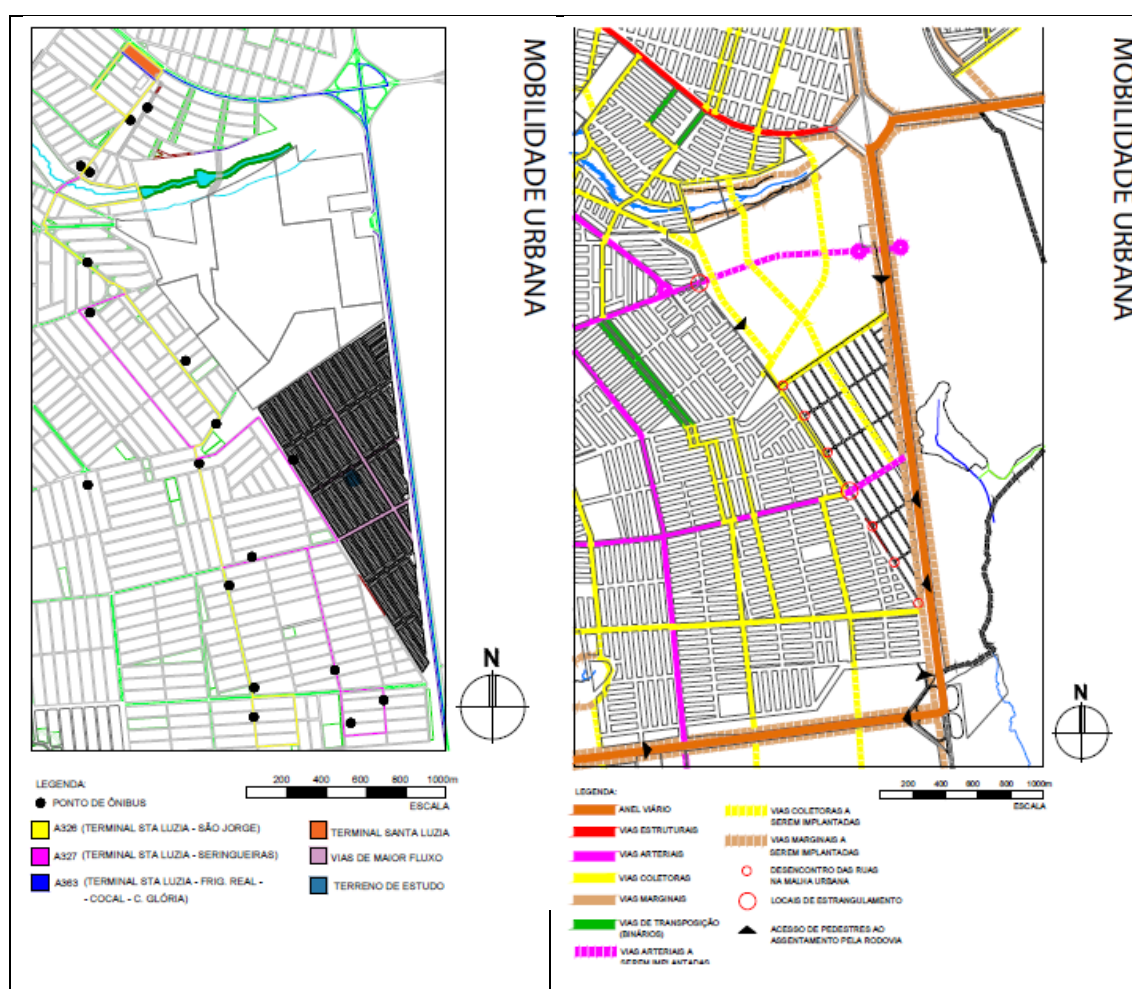 MOBILIDADE URBANA
N
LEGENDA:
PONTO DE ÔNIBUS
A326 (TERMINAL STA LUZIA - SÃO JORGE)
A327 (TERMINAL STA LUZIA - SERINGUEIRAS)
A363 (TERMINAL STA LUZIA - FRIG. REAL -
- COCAL - C. GLÓRIA)
TERMINAL SANTA LUZIA
VIAS DE MAIOR FLUXO
TERRENO DE ESTUDO
200 400 600 800 1000m
ESCALA
MOBILIDADE URBANA
N
LEGENDA:
ANEL VIÁRIO
VIAS ESTRUTURAIS
VIAS ARTERIAIS
VIAS COLETORAS
VIAS MARGINAIS
VIAS DE TRANSPOSIÇÃO
(BINÁRIOS)
VIAS ARTERIAIS A
SEREM IMPLANTADAS
VIAS COLETORAS A
SEREM IMPLANTADAS
VIAS MARGINAIS A
SEREM IMPLANTADAS
DESENCONTRO DAS RUAS
NA MALHA URBANA
LOCAIS DE ESTRANGULAMENTO
ACESSO DE PEDESTRES AO
ASSENTAMENTO PELA RODOVIA
200 400 600 800 1000m
ESCALA